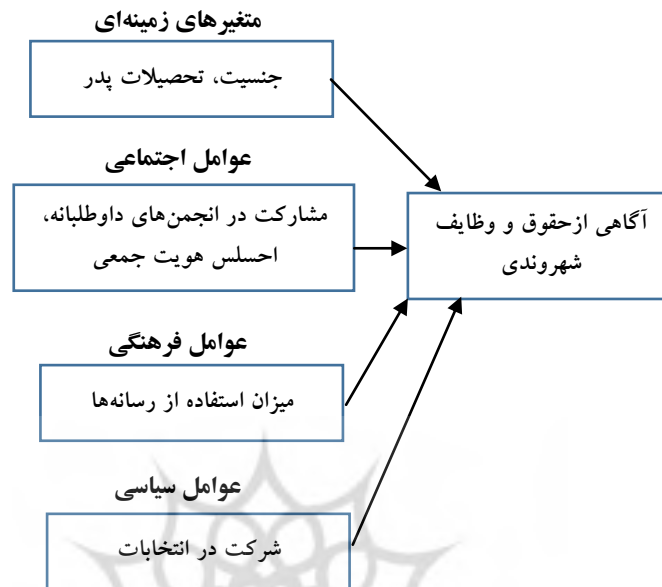 متغیرهای زمینه‌ای
جنسیت، تحصیلات پدر
عوامل اجتماعی
مشارکت در انجمن‌های داوطلبانه،
احسلس هویت جمعی
آگاهی ازحقوق و وظایف
شهروندی
عوامل فرهنگی
میزان استفاده از رسانه‌ها
عوامل سیاسی
شرکت در انتخابات